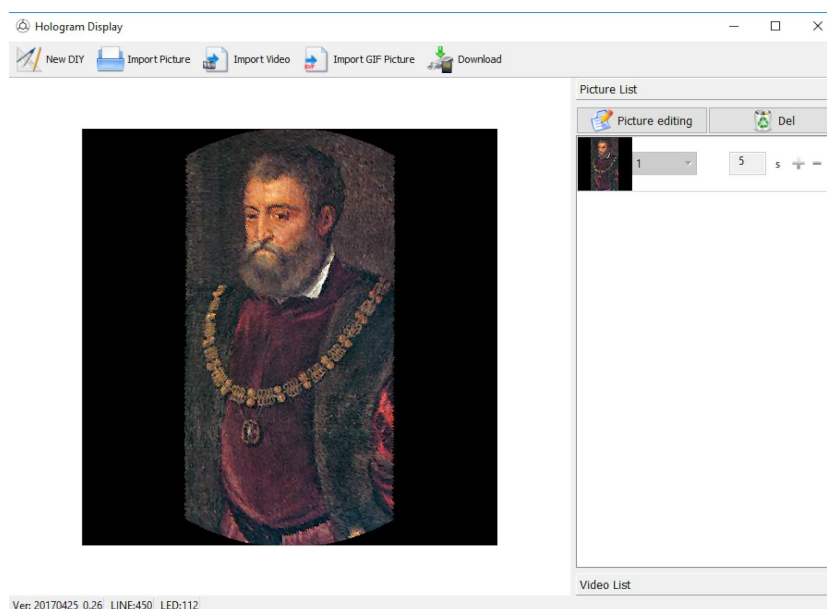 Hologram Display
New DIY Import Picture Import Video Import GIF Picture Download
Picture List
Picture editing Del
1 5 s
Video List
Ver: 20170425_0.26 LINE:450 LED:112